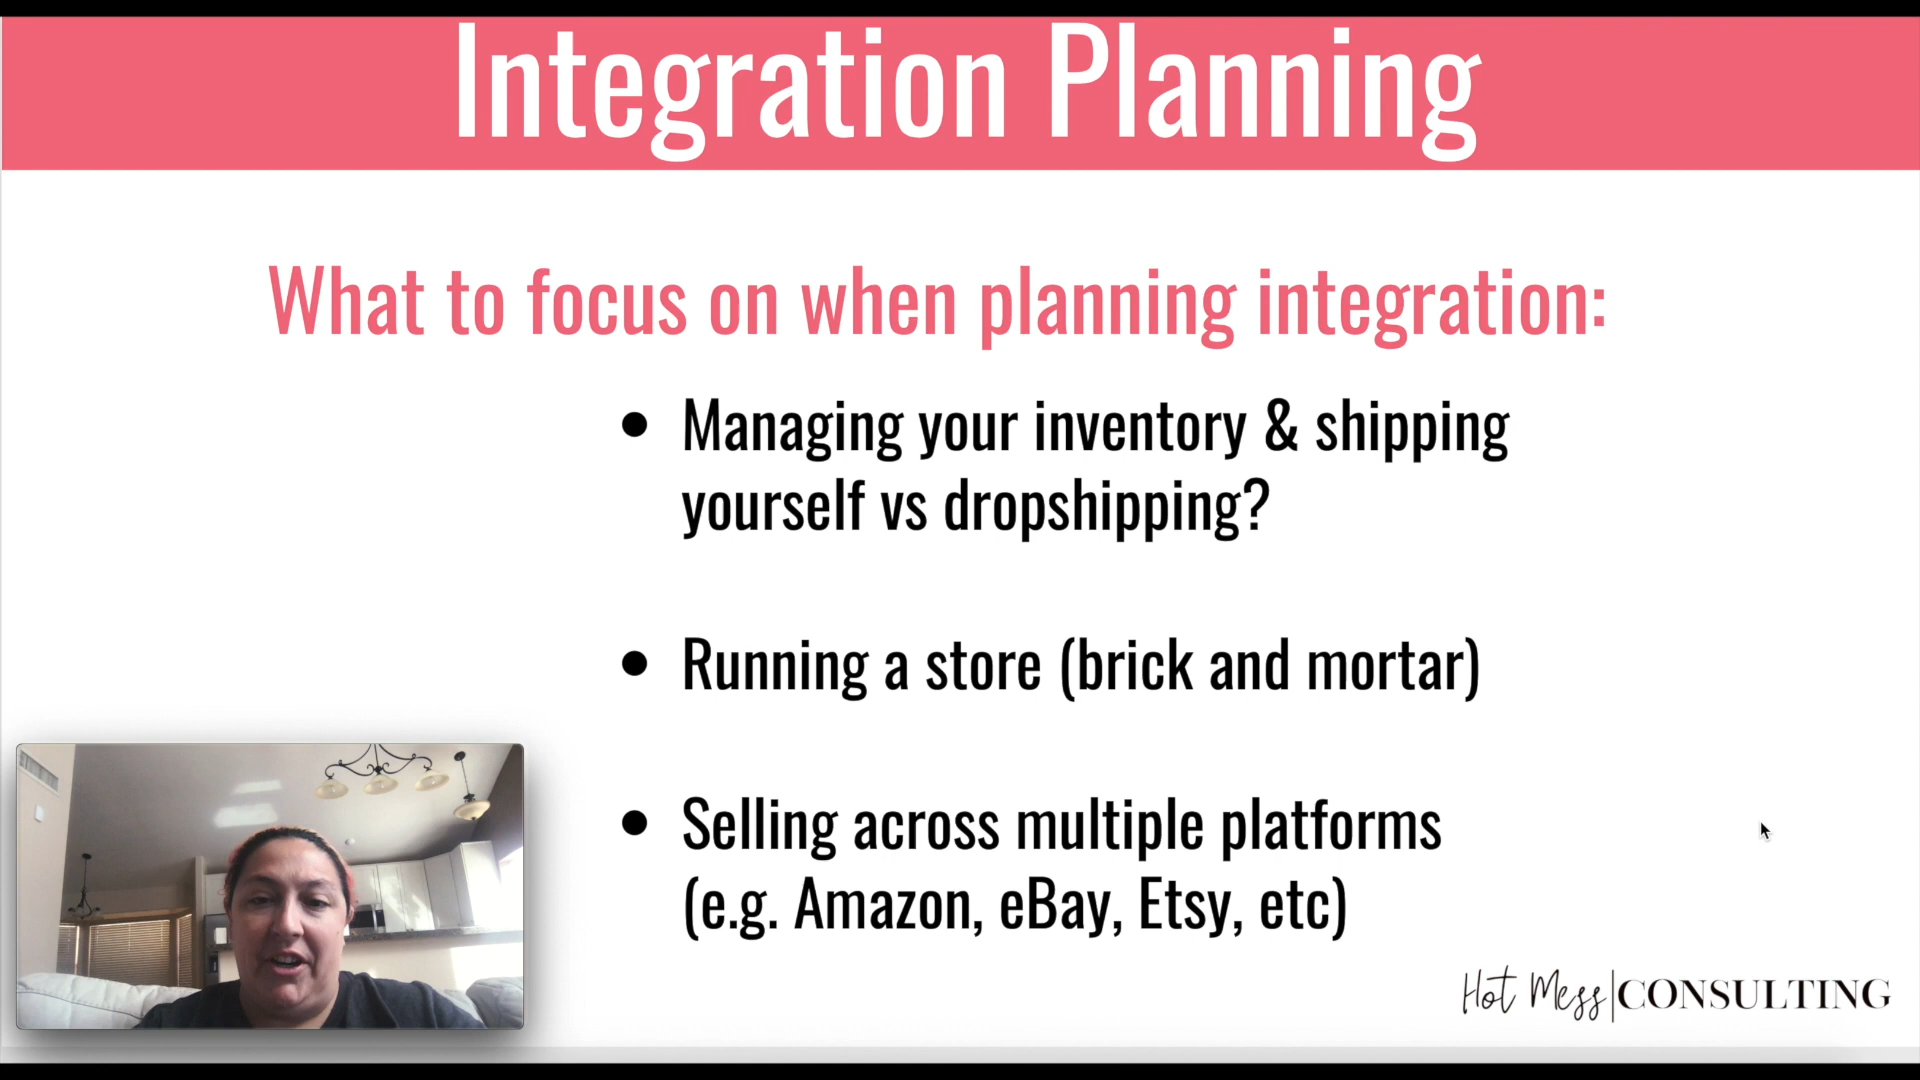 Integration Planning
What to focus on when planning integration:
• Managing your inventory & shipping
yourself vs dropshipping?
• Running a store (brick and mortar)
• Selling across multiple platforms
(e.g. Amazon, eBay, Etsy, etc)
Hot Mess|CONSULTING